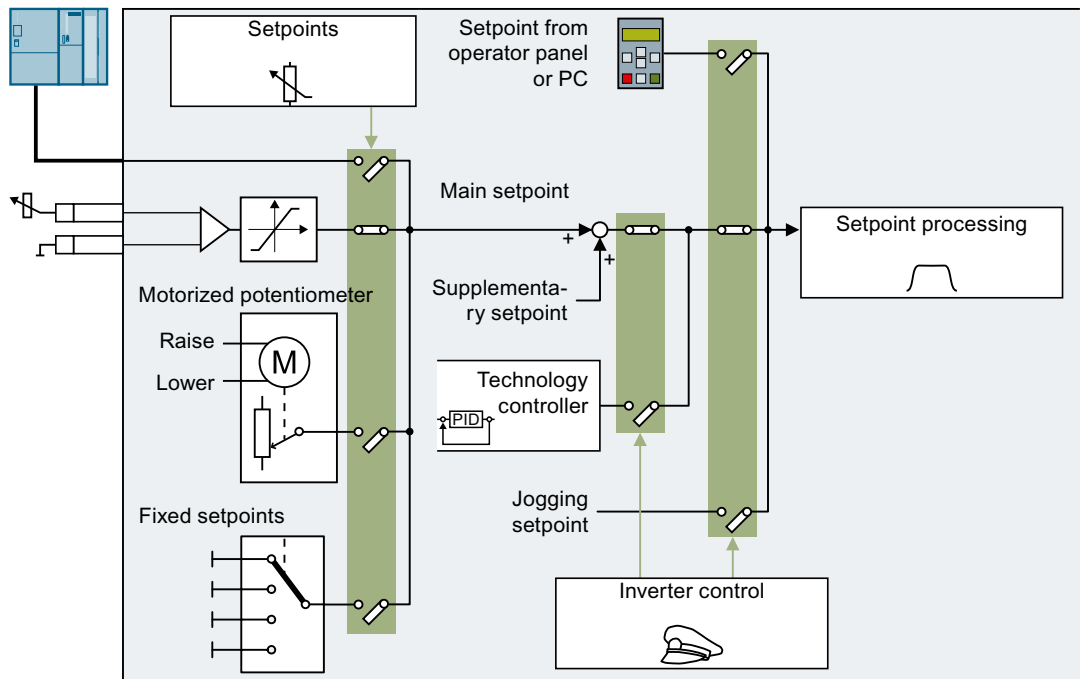 Setpoints
Setpoint from
operator panel
or PC
Main setpoint
+
+
Setpoint processing
Supplementa-
ry setpoint
Motorized potentiometer
Raise
Lower
M
Technology
controller
PID
Fixed setpoints
Jogging
setpoint
Inverter control